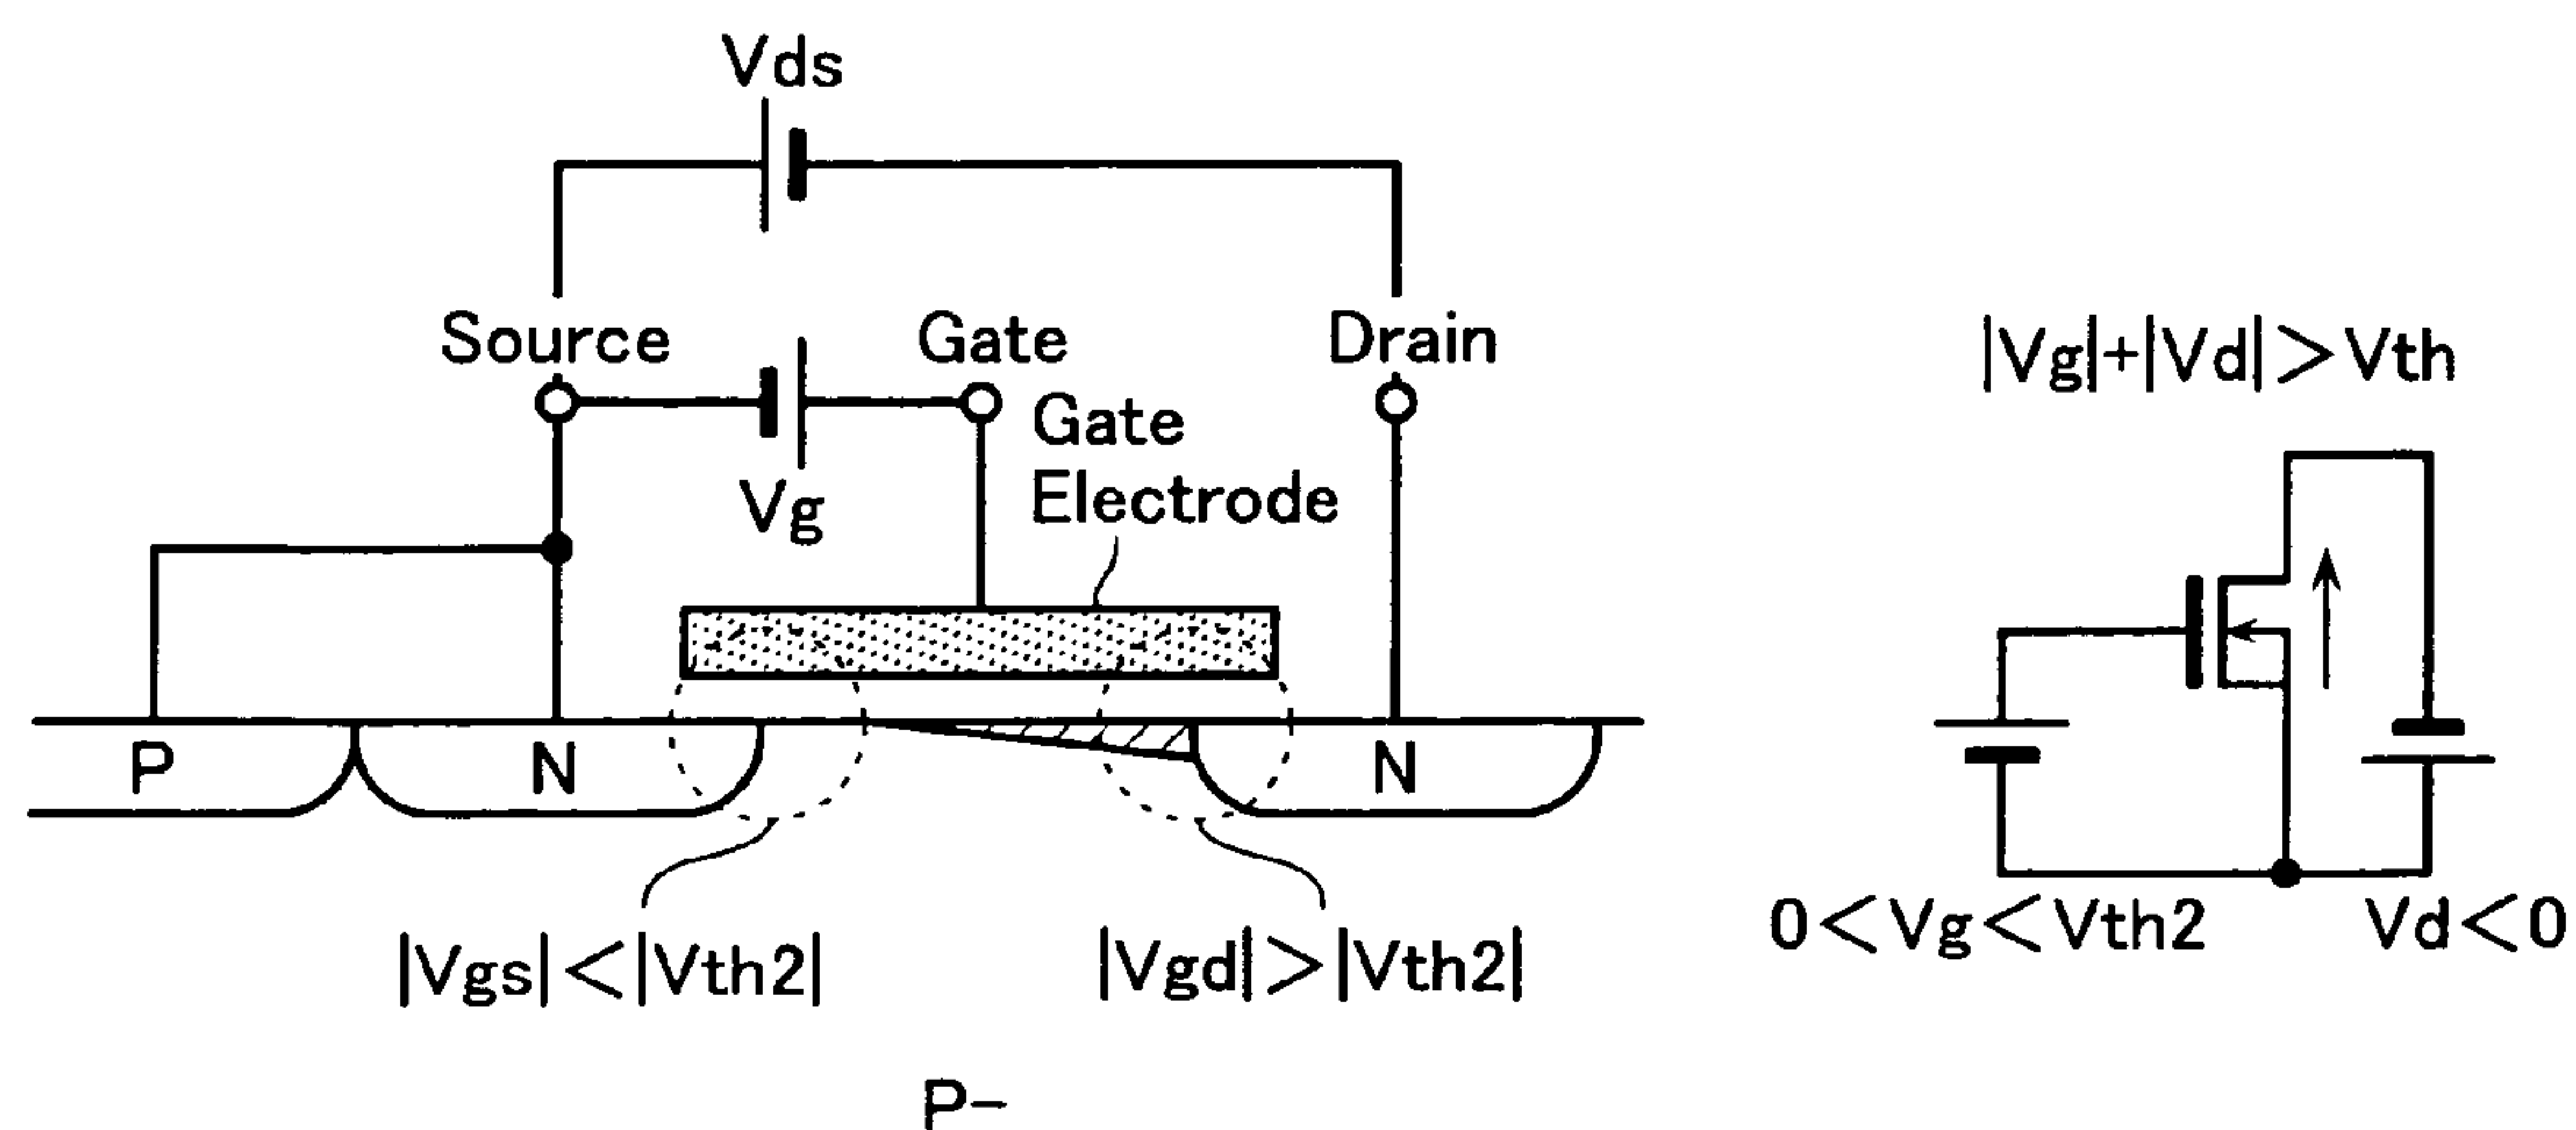 Vds
Source
Gate
Drain
Vg
Gate
Electrode
P
N
N
|Vgs|<|Vth2|
|Vgd|>|Vth2|
P-
|Vg|+|Vd|>Vth
0<Vg<Vth2
Vd<0